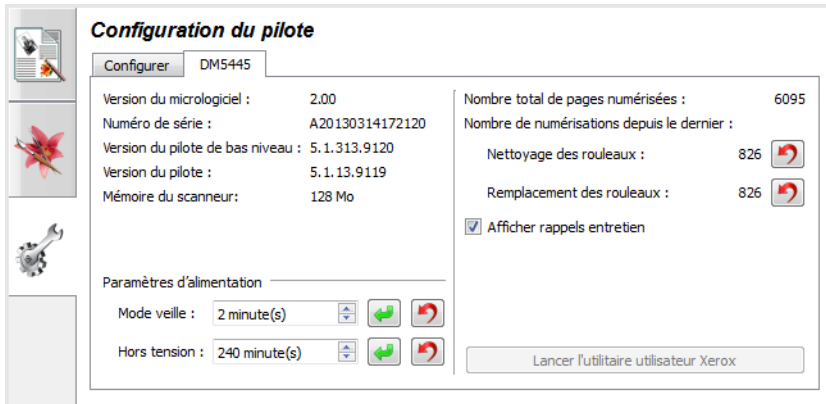 Configuration du pilote
Configurer DM5445
Version du micrologiciel : 2.00
Numéro de série : A20130314172120
Version du pilote de bas niveau : 5.1.313.9120
Version du pilote : 5.1.13.9119
Mémoire du scanneur: 128 Mo
Paramètres d'alimentation
Mode veille : 2 minute(s)
Hors tension : 240 minute(s)
Nombre total de pages numérisées : 6095
Nombre de numérisations depuis le dernier :
Nettoyage des rouleaux : 826
Remplacement des rouleaux : 826
Afficher rappels entretien
Lancer l'utilitaire utilisateur Xerox